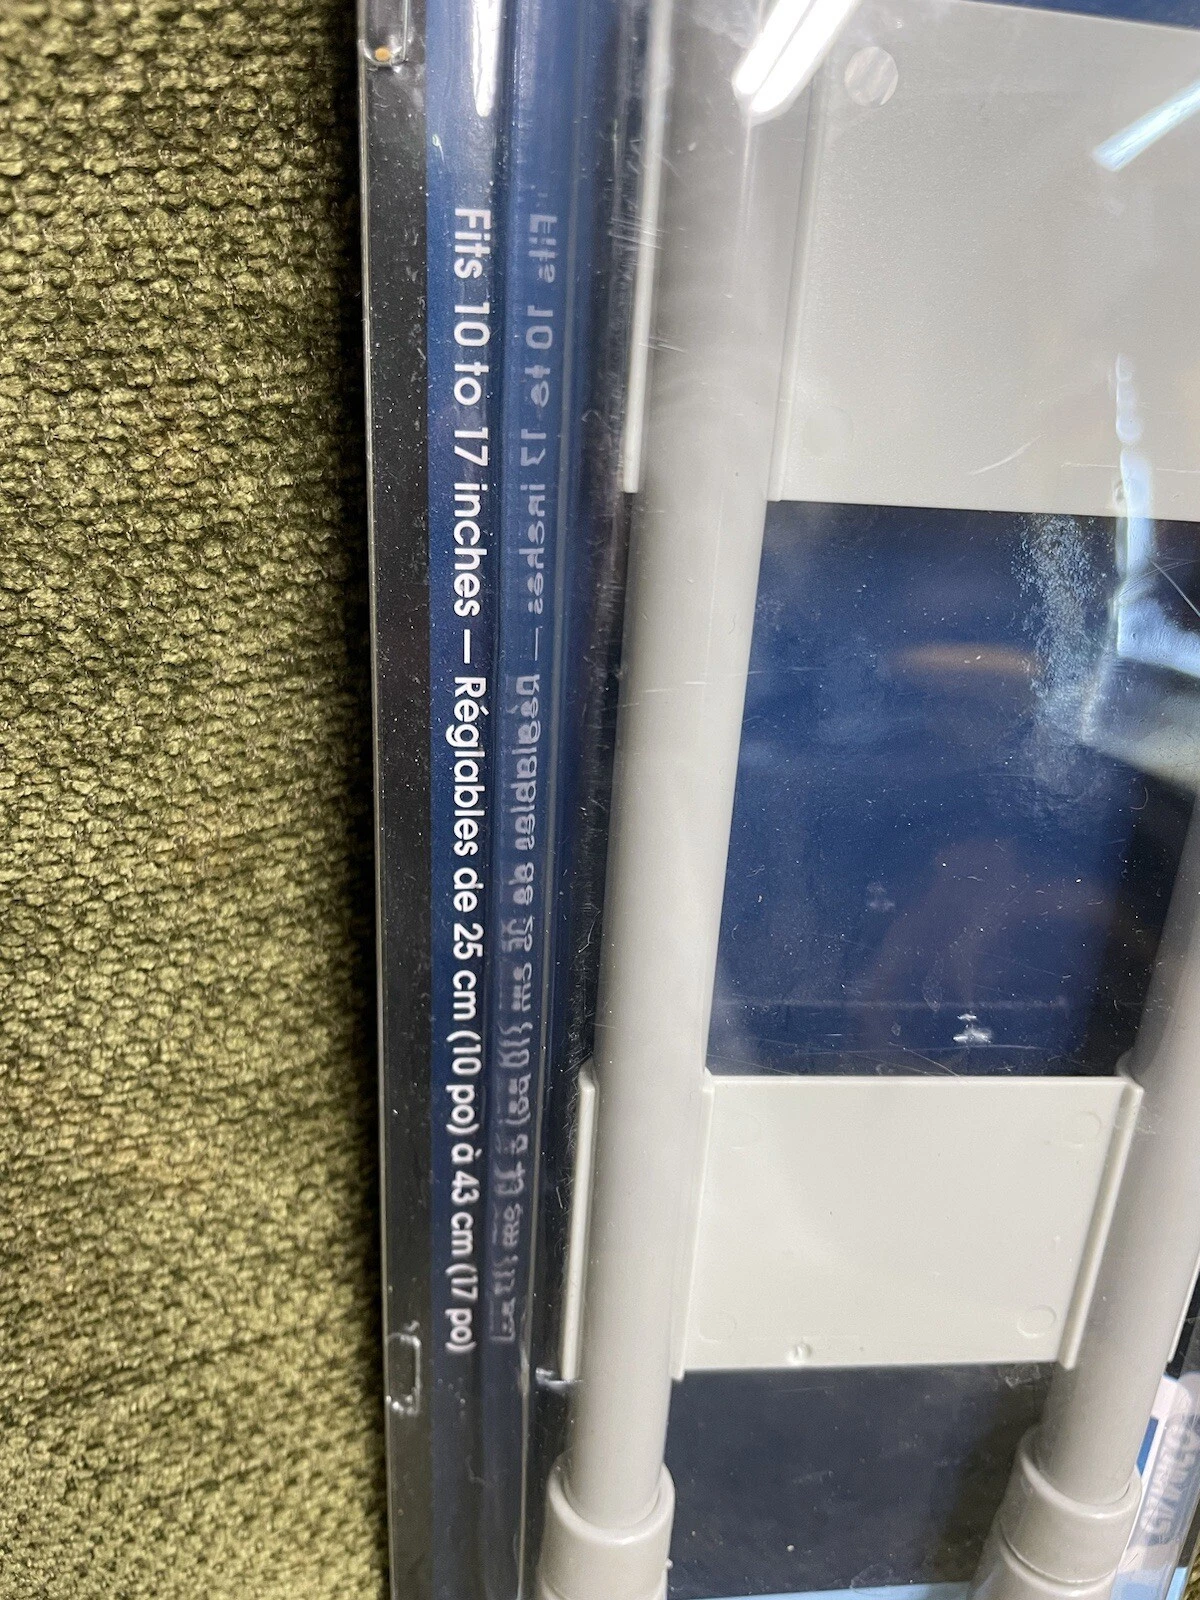 Fits 10 to 17 inches — Réglables de 25 cm (10 po) à 43 cm (17 po)